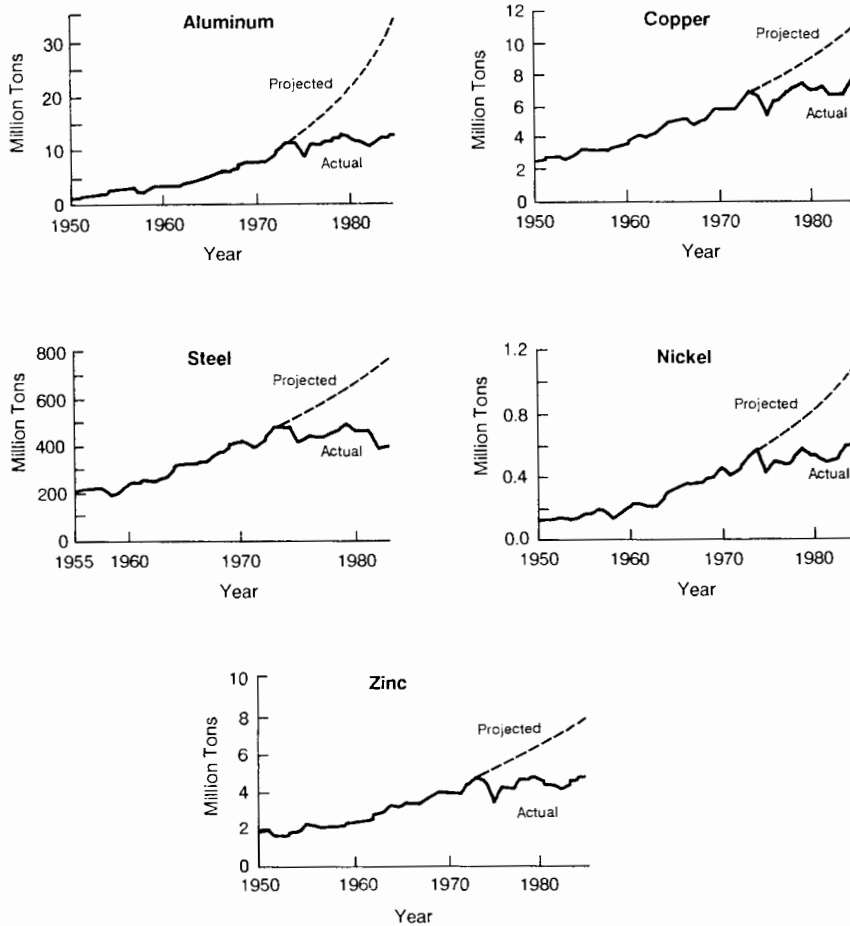 Aluminum
Million Tons
30
20
10
0
Projected
Actual
1950 1960 1970 1980
Year
Copper
Million Tons
12
10
8
6
4
2
0
Projected
Actual
1950 1960 1970 1980
Year
Steel
Million Tons
800
600
400
200
0
Projected
Actual
1955 1960 1970 1980
Year
Nickel
Million Tons
1.2
0.8
0.4
0.0
Projected
Actual
1950 1960 1970 1980
Year
Zinc
Million Tons
10
8
6
4
2
0
Projected
Actual
1950 1960 1970 1980
Year